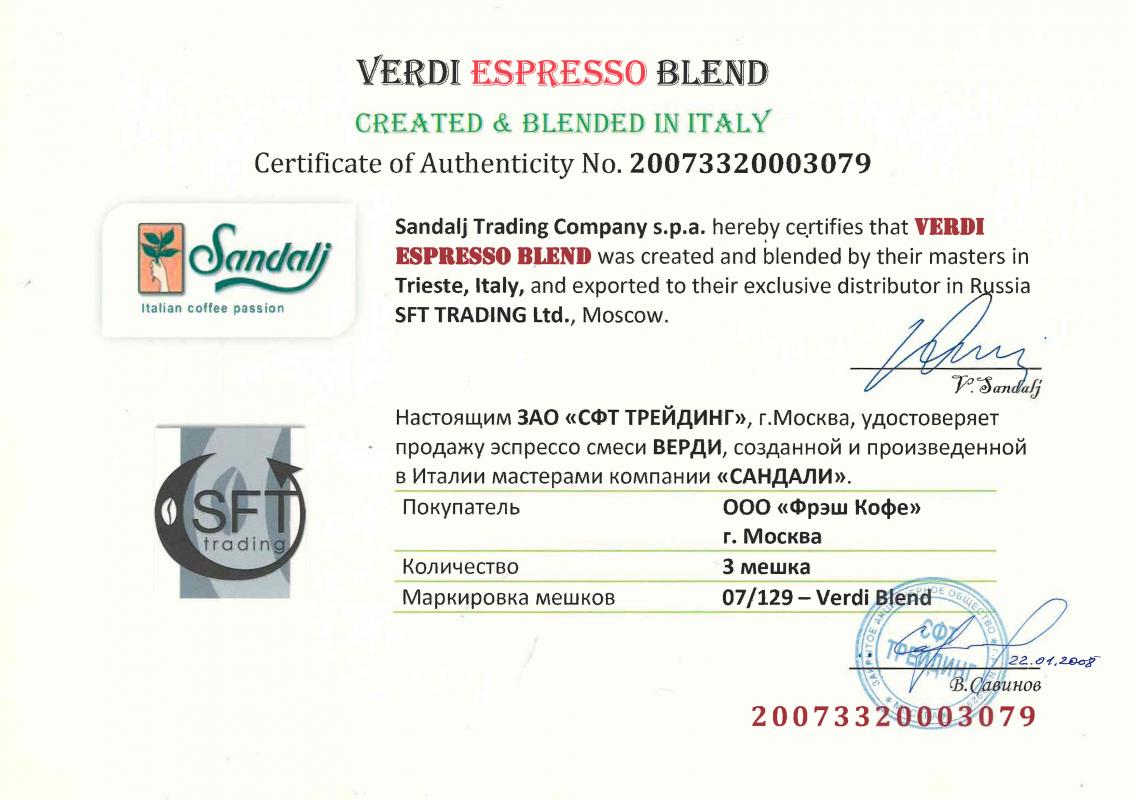 VERDI ESPRESSO BLEND
CREATED & BLENDED IN ITALY
Certificate of Authenticity No. 20073320003079
Sandalj
Italian coffee passion
Sandalj Trading Company s.p.a. hereby certifies that VERDI
ESPRESSO BLEND was created and blended by their masters in
Trieste, Italy, and exported to their exclusive distributor in Russia
SFT TRADING Ltd., Moscow.
V. Sandalj
SFT
trading
Настоящим ЗАО «СФТ ТРЕЙДИНГ», г.Москва, удостоверяет
продажу эспрессо смеси ВЕРДИ, созданной и произведенной
в Италии мастерами компании «САНДАЛИ».
Покупатель ООО «Фрэш Кофе»
г. Москва
Количество 3 мешка
Маркировка мешков 07/129 – Verdi Blend
ЗАКРЫТОЕ АКЦИОНЕРНОЕ ОБЩЕСТВО
СФТ
ТРЕЙДИНГ
МОСКВА
22.01.2008
В.Савинов
20073320003079